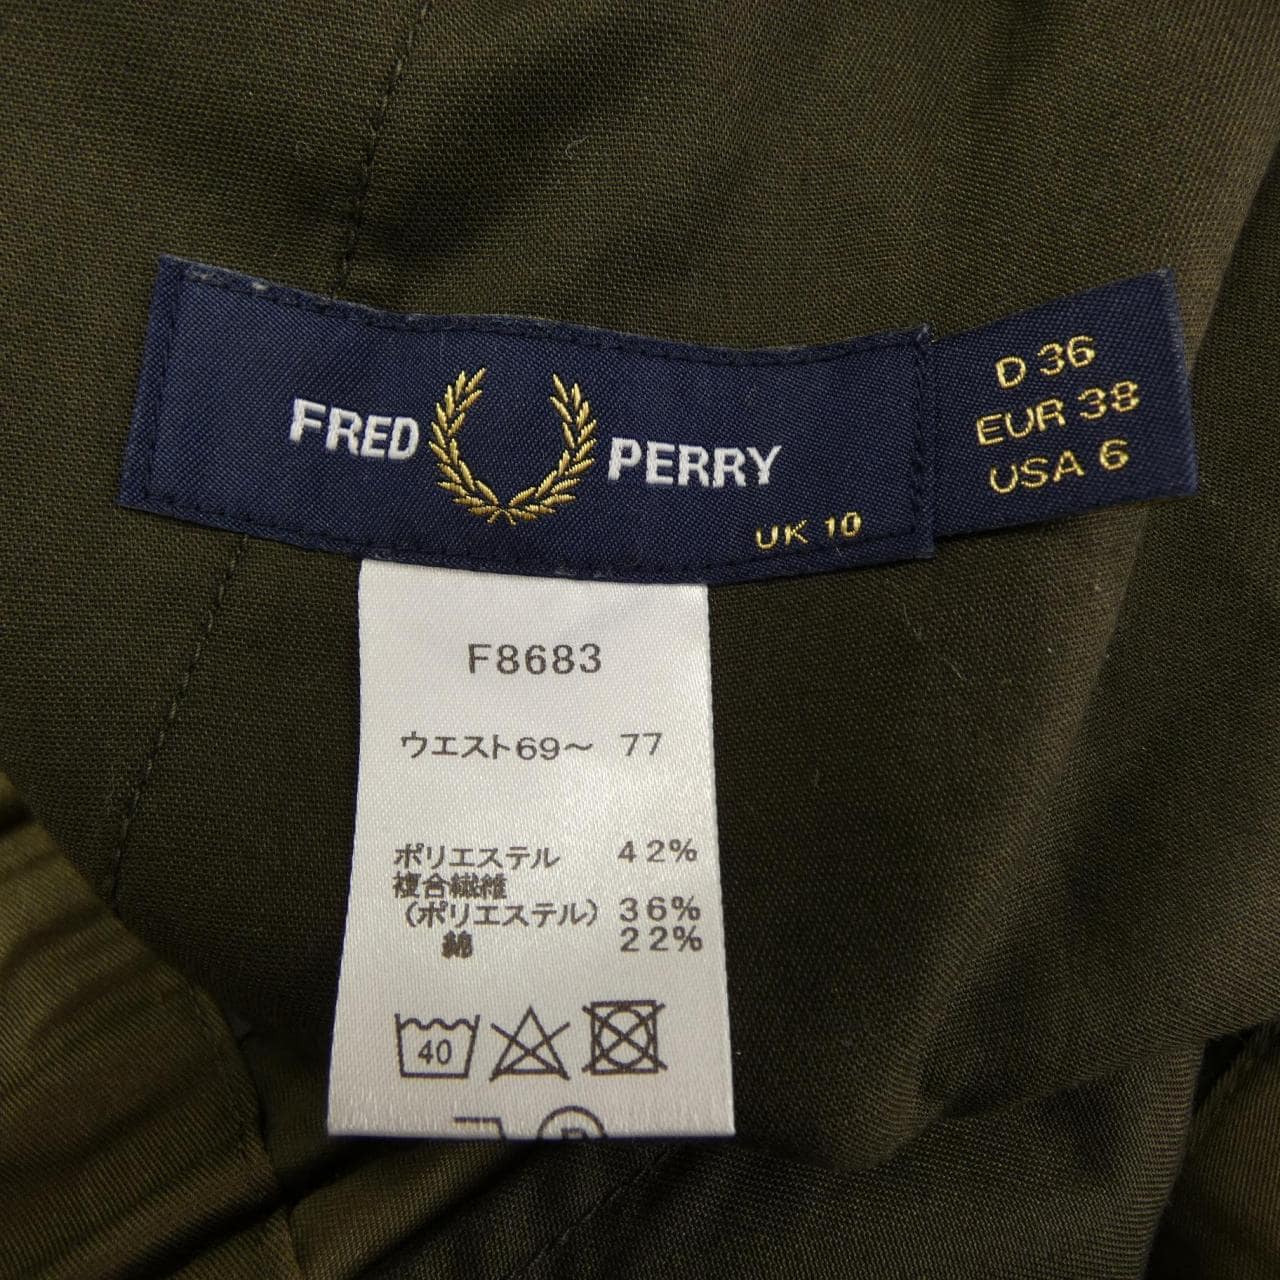 FRED PERRY
UK 10
D 36
EUR 38
USA 6
F8683
ウエスト69〜 77
ポリエステル 42%
複合繊維
(ポリエステル) 36%
綿 22%
40